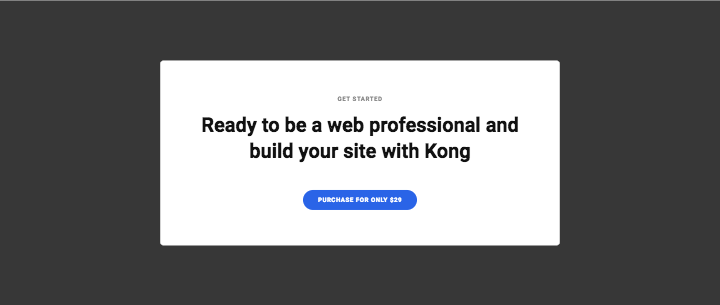 GET STARTED
Ready to be a web professional and
build your site with Kong
PURCHASE FOR ONLY $29